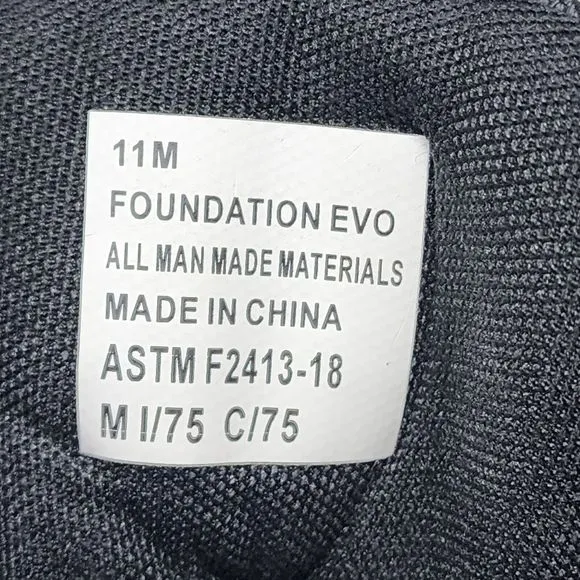 11M
FOUNDATION EVO
ALL MAN MADE MATERIALS
MADE IN CHINA
ASTM F2413-18
M I/75 C/75